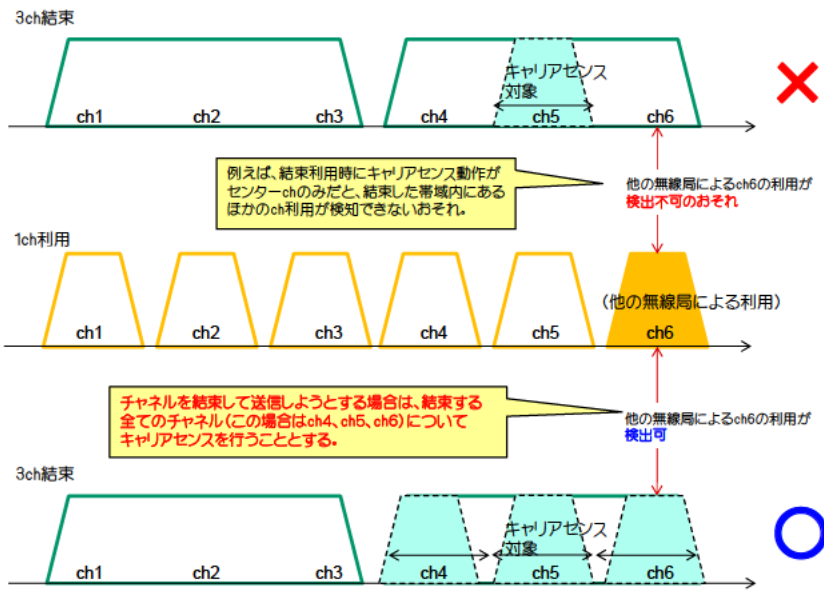 3ch結束
キャリアセンス
対象
ch1 ch2 ch3 ch4 ch5 ch6
例えば、結束利用時にキャリアセンス動作が
センターchのみだと、結束した帯域内にある
ほかのch利用が検知できないおそれ。
他の無線局によるch6の利用が
検出不可のおそれ
1ch利用
(他の無線局による利用)
ch1 ch2 ch3 ch4 ch5 ch6
チャネルを結束して送信しようとする場合は、結束する
全てのチャネル(この場合はch4、ch5、ch6)について
キャリアセンスを行うこととする。
他の無線局によるch6の利用が
検出可
3ch結束
キャリアセンス
対象
ch1 ch2 ch3 ch4 ch5 ch6